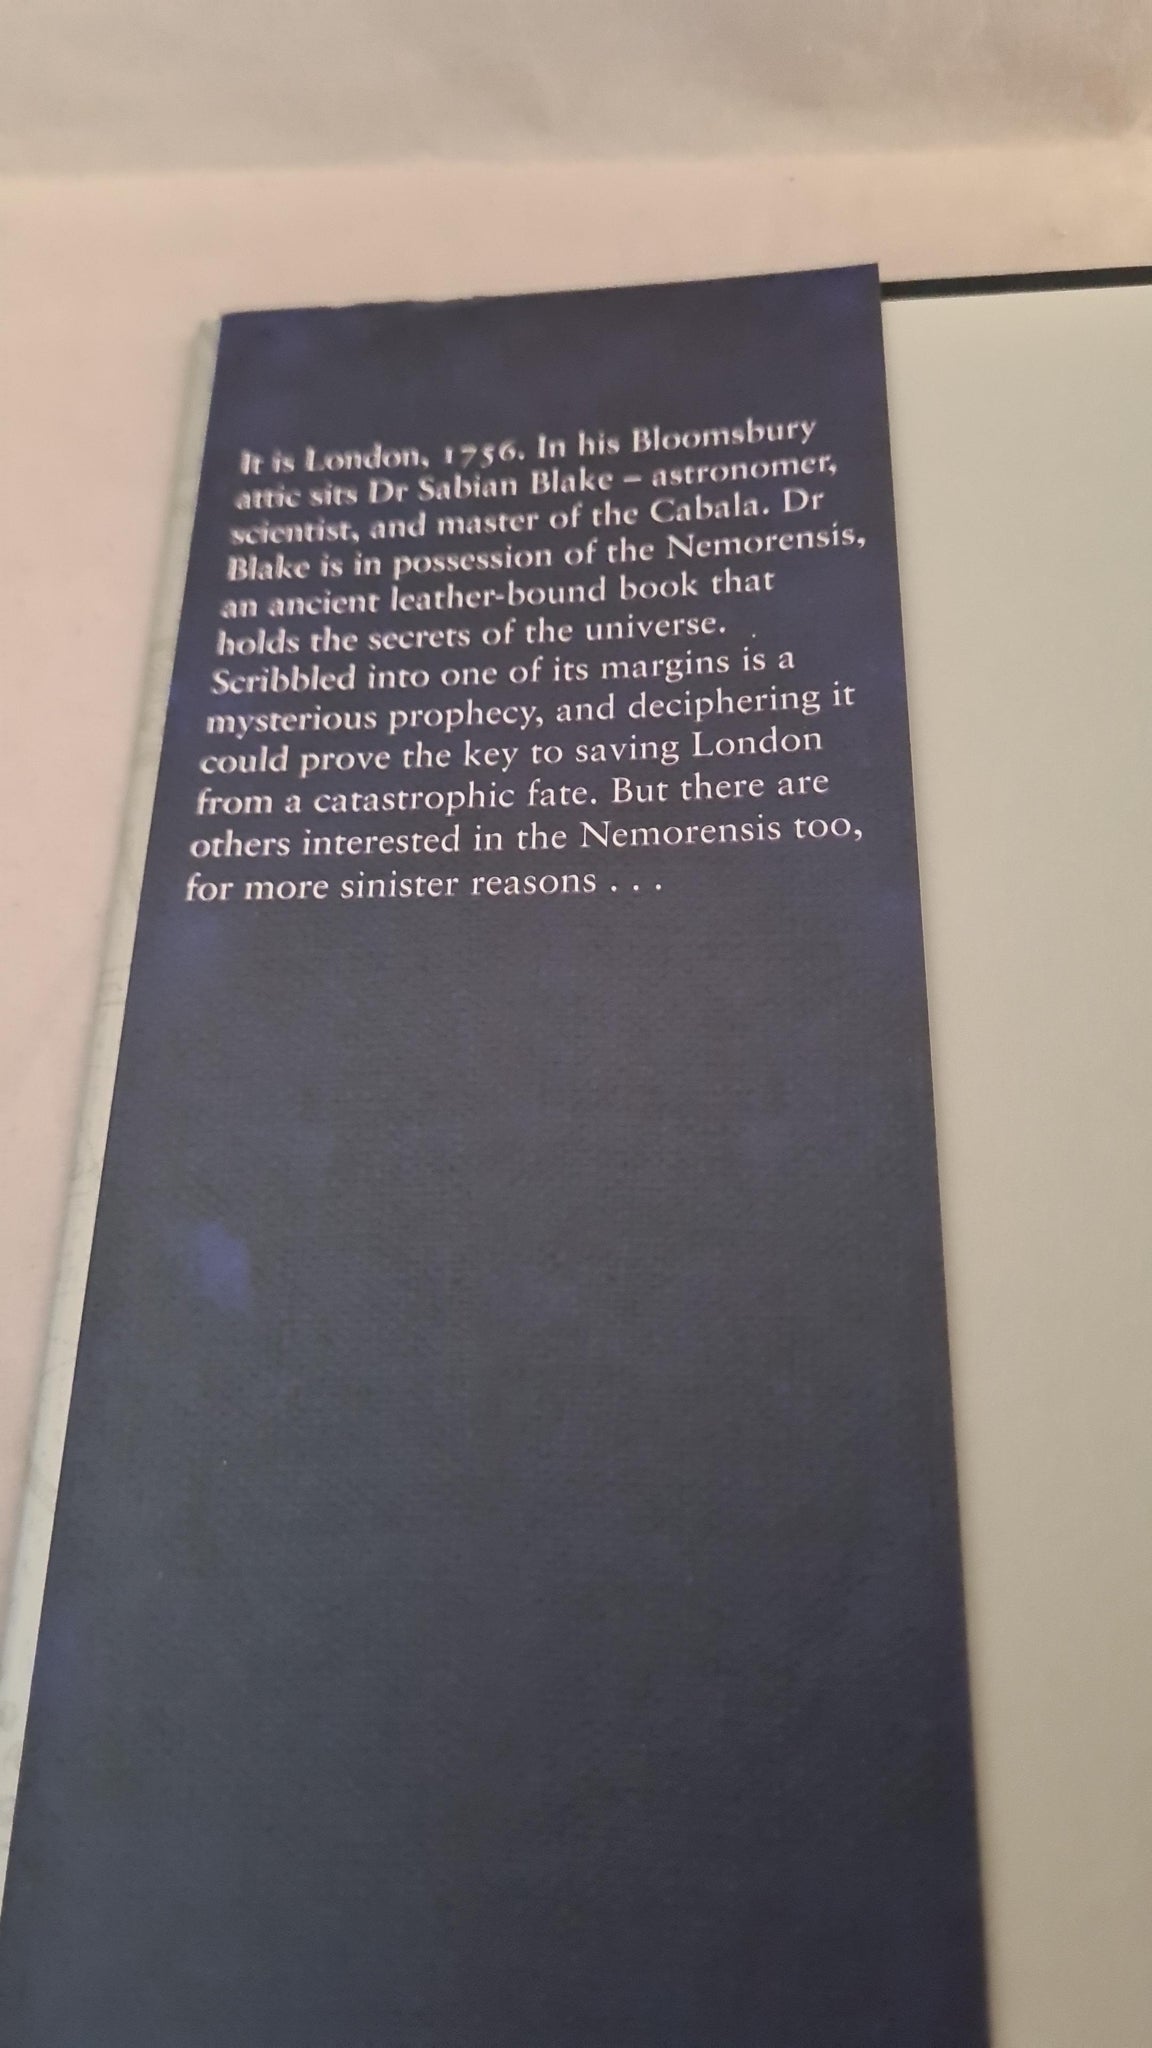 It is London, 1756. In his Bloomsbury
attic sits Dr Sabian Blake – astronomer,
scientist, and master of the Cabala. Dr
Blake is in possession of the Nemorensis,
an ancient leather-bound book that
holds the secrets of the universe.
Scribbled into one of its margins is a
mysterious prophecy, and deciphering it
could prove the key to saving London
from a catastrophic fate. But there are
others interested in the Nemorensis too,
for more sinister reasons . . .